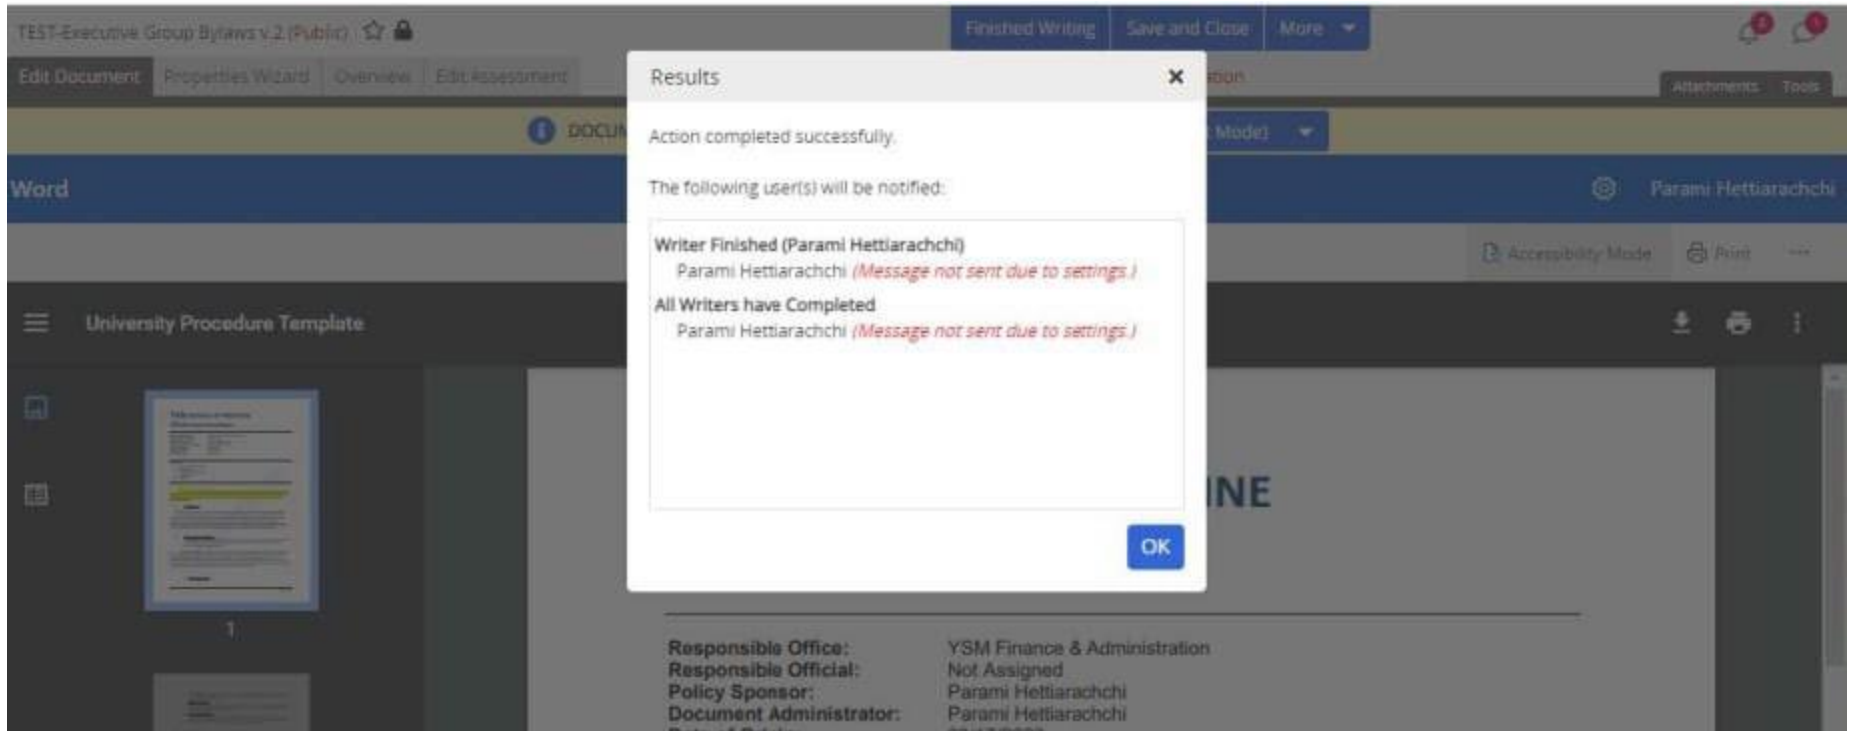 TEST-Executive Group Bylaws v.2 (Public)
Finished Writing Save and Close More
Edit Document Properties Wizard Overview Edit Assessment
Attachments Tools
Results
Action completed successfully.
The following user(s) will be notified:
Writer Finished (Parami Hettiarachchi)
Parami Hettiarachchi (Message not sent due to settings.)
All Writers have Completed
Parami Hettiarachchi (Message not sent due to settings.)
OK
Mode)
Word
Parami Hettiarachchi
Accessibility Mode Print
University Procedure Template
1
INE
Responsible Office: YSM Finance & Administration
Responsible Official: Not Assigned
Policy Sponsor: Parami Hettiarachchi
Document Administrator: Parami Hettiarachchi